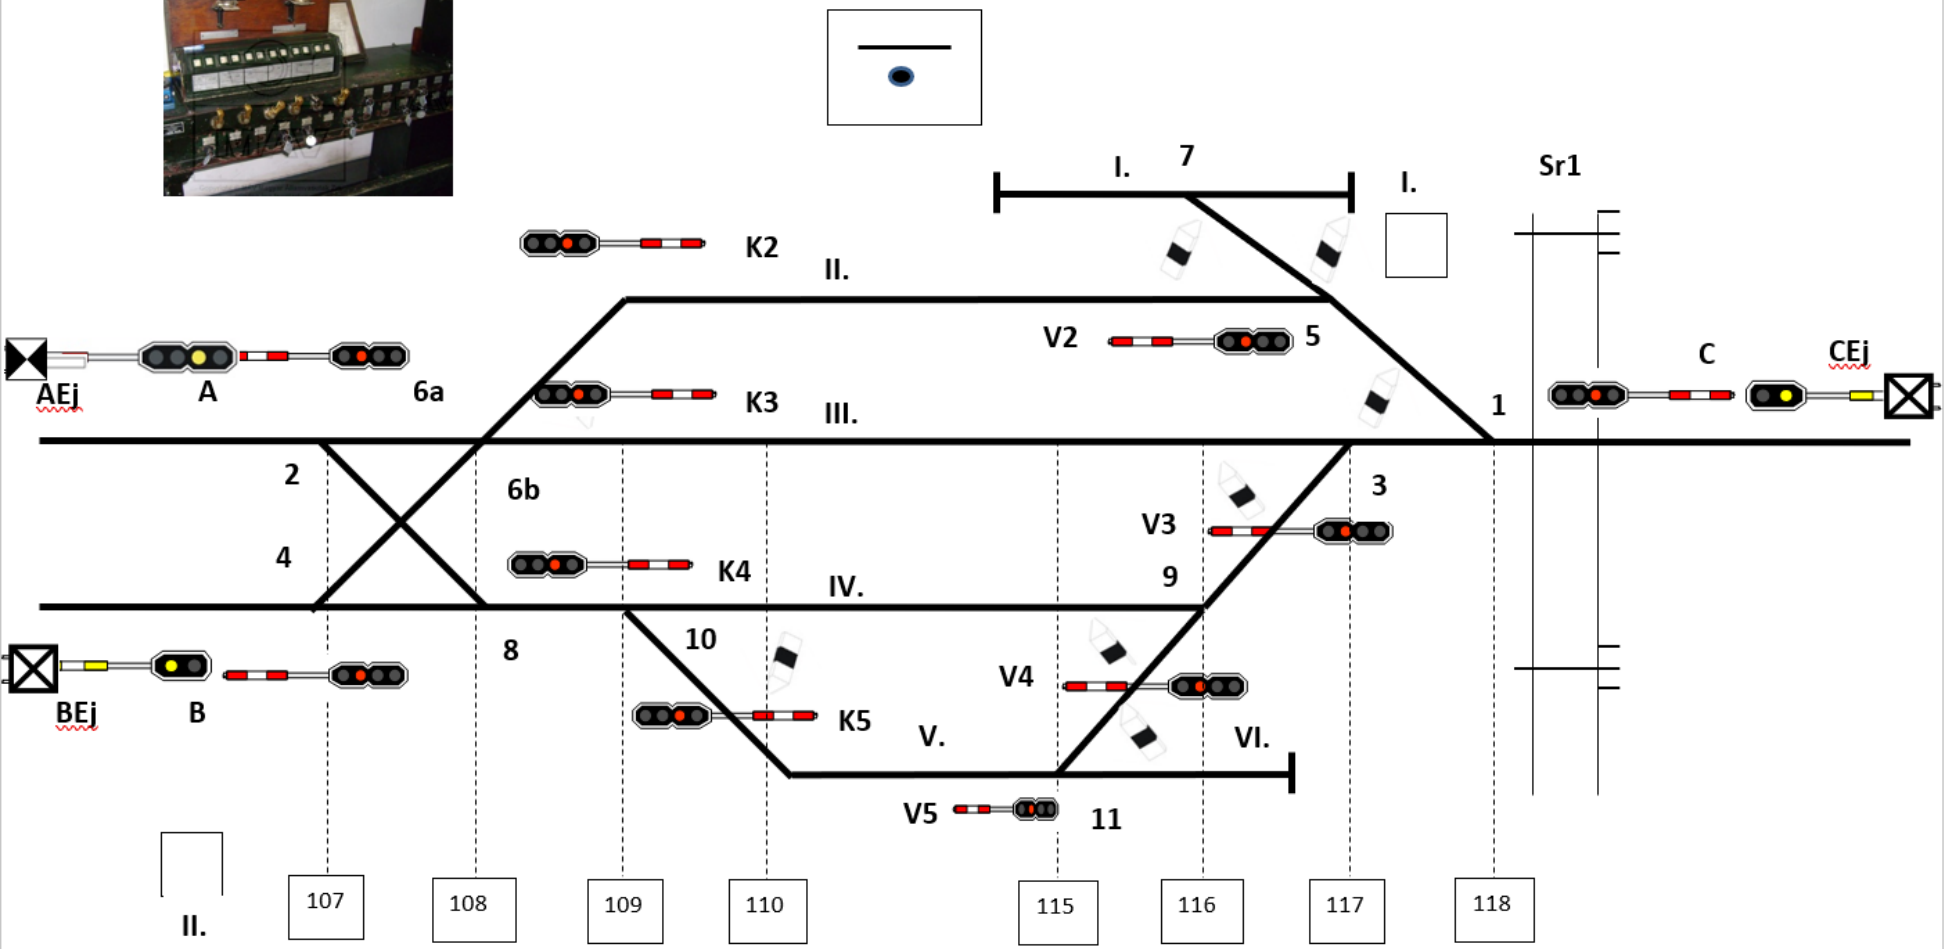 I.
7
I.
Sr1
K2
II.
V2
5
C
CEj
AEj
A
6a
K3
III.
1
2
6b
3
V3
4
K4
IV.
9
8
10
V4
BEj
B
K5
V.
VI.
V5
11
107
108
109
110
115
116
117
118
II.